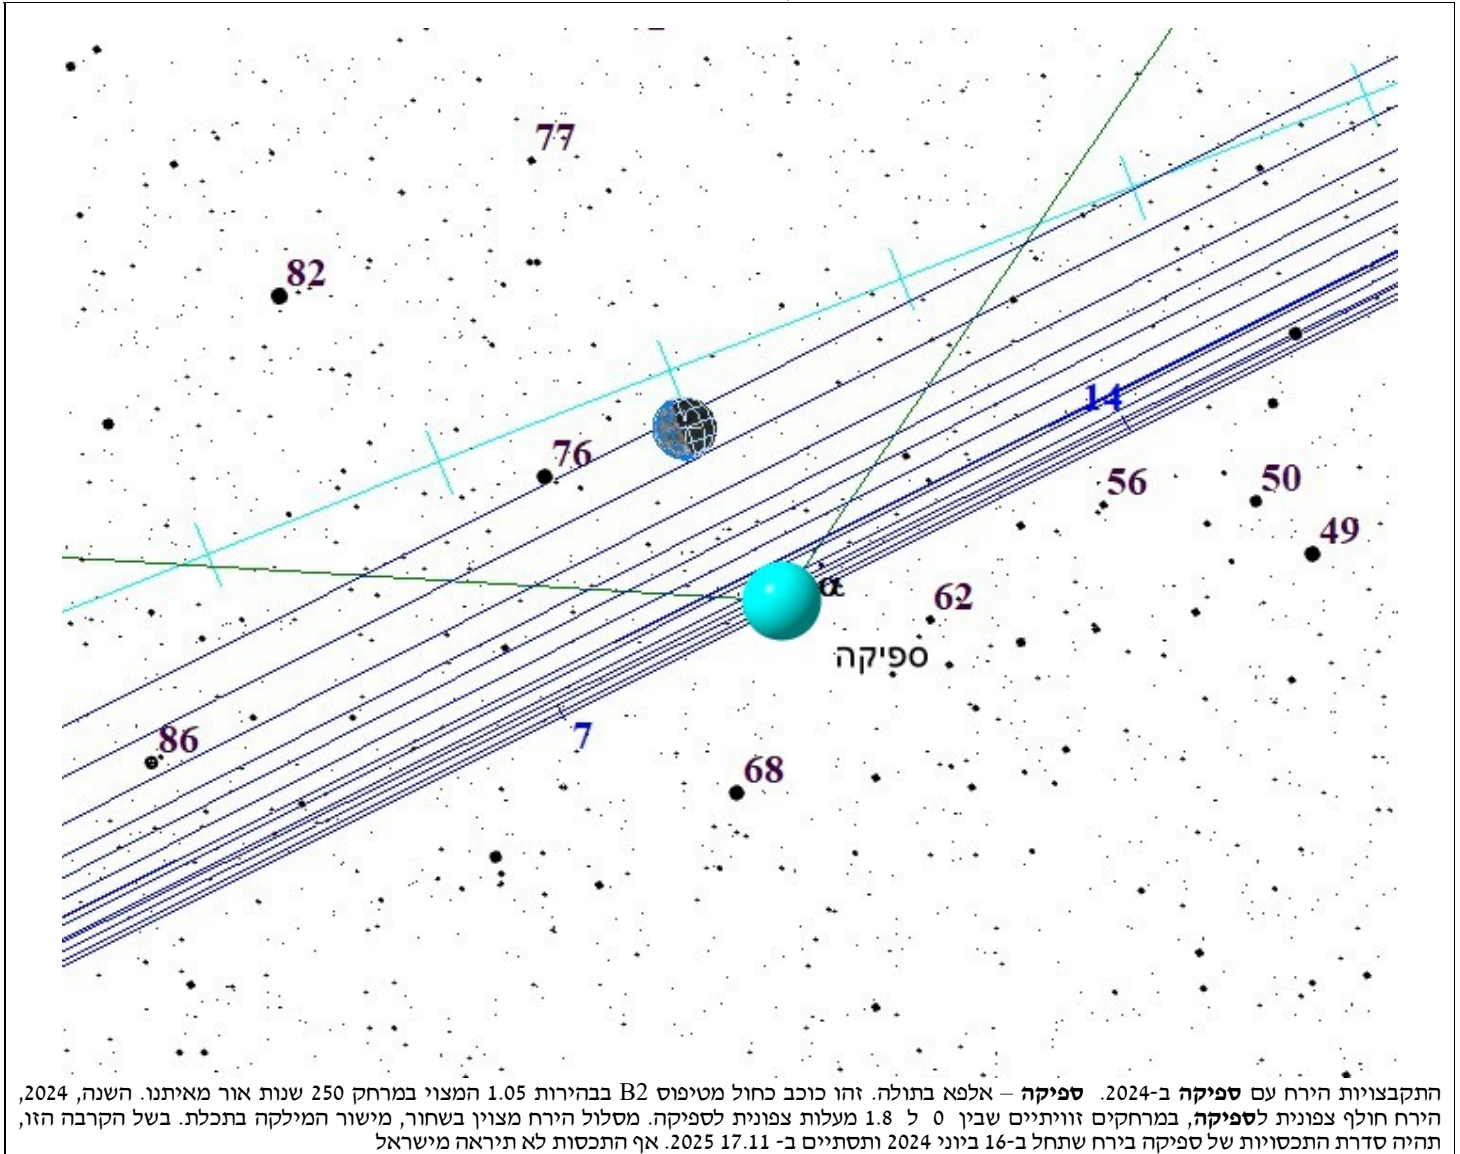 77
82
14
76
56
50
49
α
62
ספיקה
86
7
68
התקבצויות הירח עם ספיקה ב-2024. ספיקה – אלפא בתולה. זהו כוכב כחול מטיפוס B2 בבהירות 1.05 המצוי במרחק 250 שנות אור מאיתנו. השנה, 2024,
הירח חולף צפונית לספיקה, במרחקים זוויתיים שבין 0 ל 1.8 מעלות צפונית לספיקה. מסלול הירח מצוין בשחור, מישור המילקה בתכלת. בשל הקרבה הזו,
תהיה סדרת התכסויות של ספיקה בירח שתחל ב-16 ביוני 2024 ותסתיים ב- 17.11 2025. אף התכסות לא תיראה מישראל